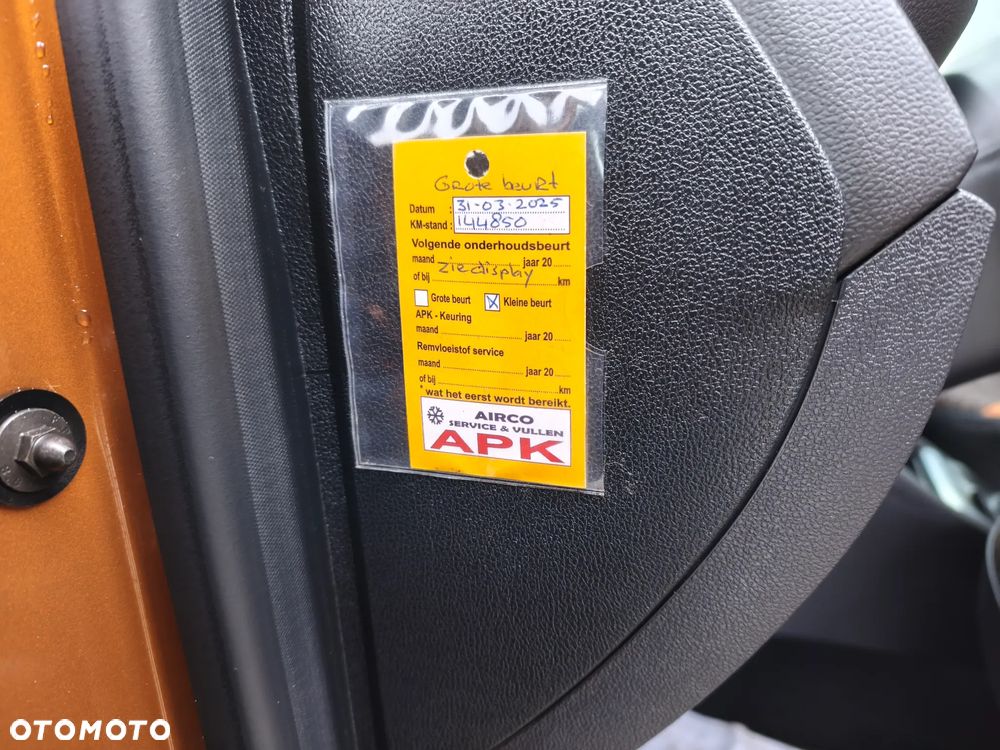 Grote beurt
Datum : 31-03-2025
KM-stand : 144850
Volgende onderhoudsbeurt
maand ........ jaar 20 ......
zie display
of bij ........ km
Grote beurt Kleine beurt
APK - Keuring
maand ........ jaar 20 ......
Remvloeistof service
maand ........ jaar 20 ......
of bij ........ km
* wat het eerst wordt bereikt.
AIRCO
SERVICE & VULLEN
APK
OTOMOTO